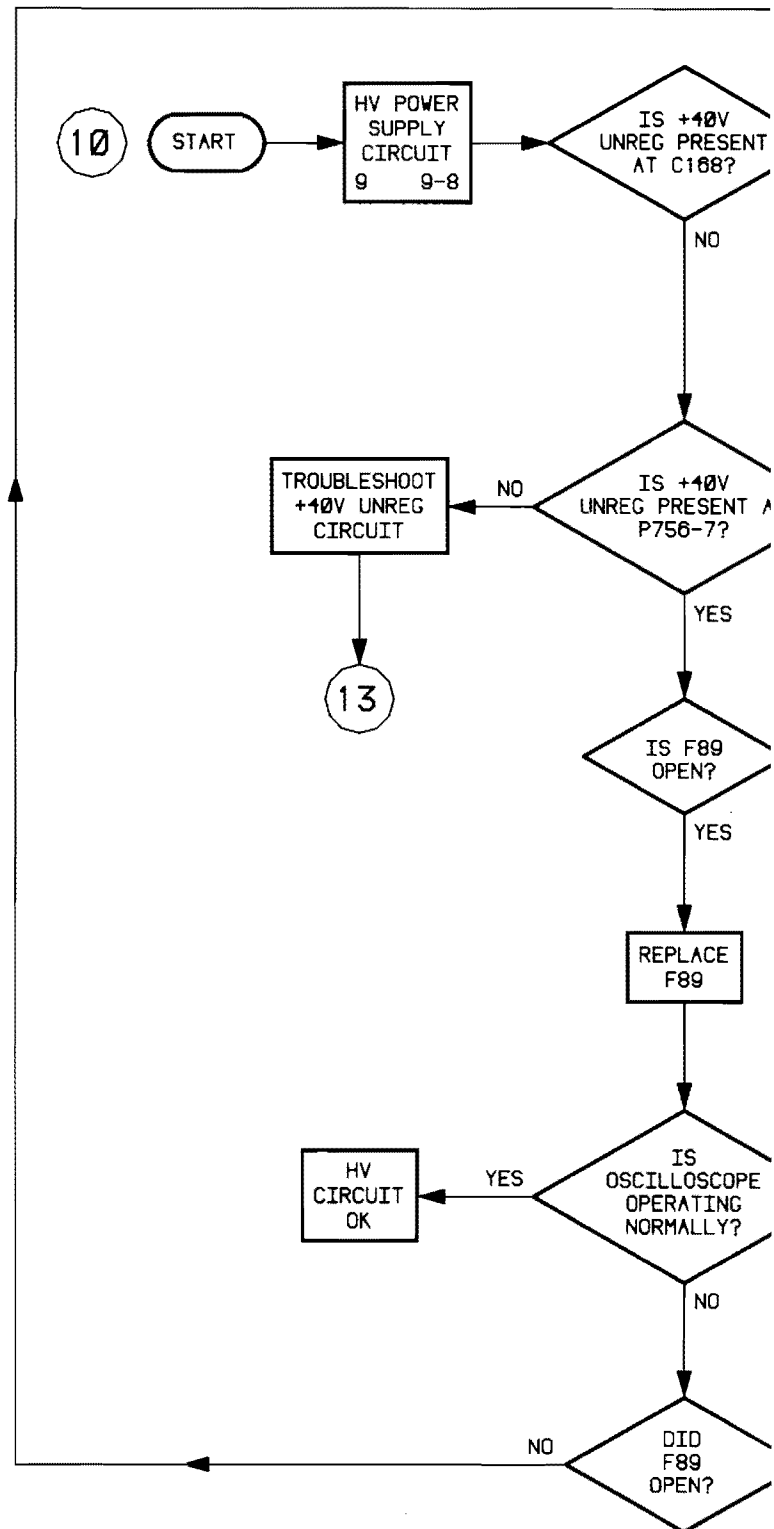 10
START
HV POWER
SUPPLY
CIRCUIT
9 9-8
IS +40V
UNREG PRESENT
AT C168?
NO
TROUBLESHOOT
+40V UNREG
CIRCUIT
NO
IS +40V
UNREG PRESENT A
P756-7?
YES
13
IS F89
OPEN?
YES
REPLACE
F89
HV
CIRCUIT
OK
YES
IS
OSCILLOSCOPE
OPERATING
NORMALLY?
NO
NO
DID
F89
OPEN?